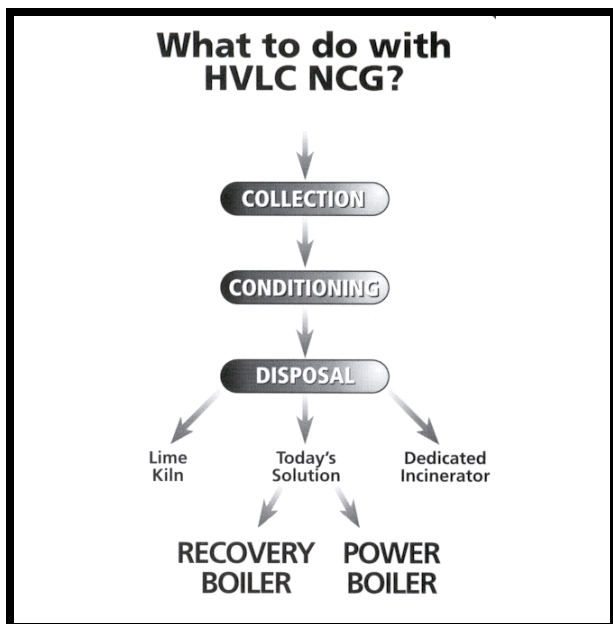 What to do with
HVLC NCG?
COLLECTION
CONDITIONING
DISPOSAL
Lime
Kiln
Today's
Solution
Dedicated
Incinerator
RECOVERY
BOILER
POWER
BOILER